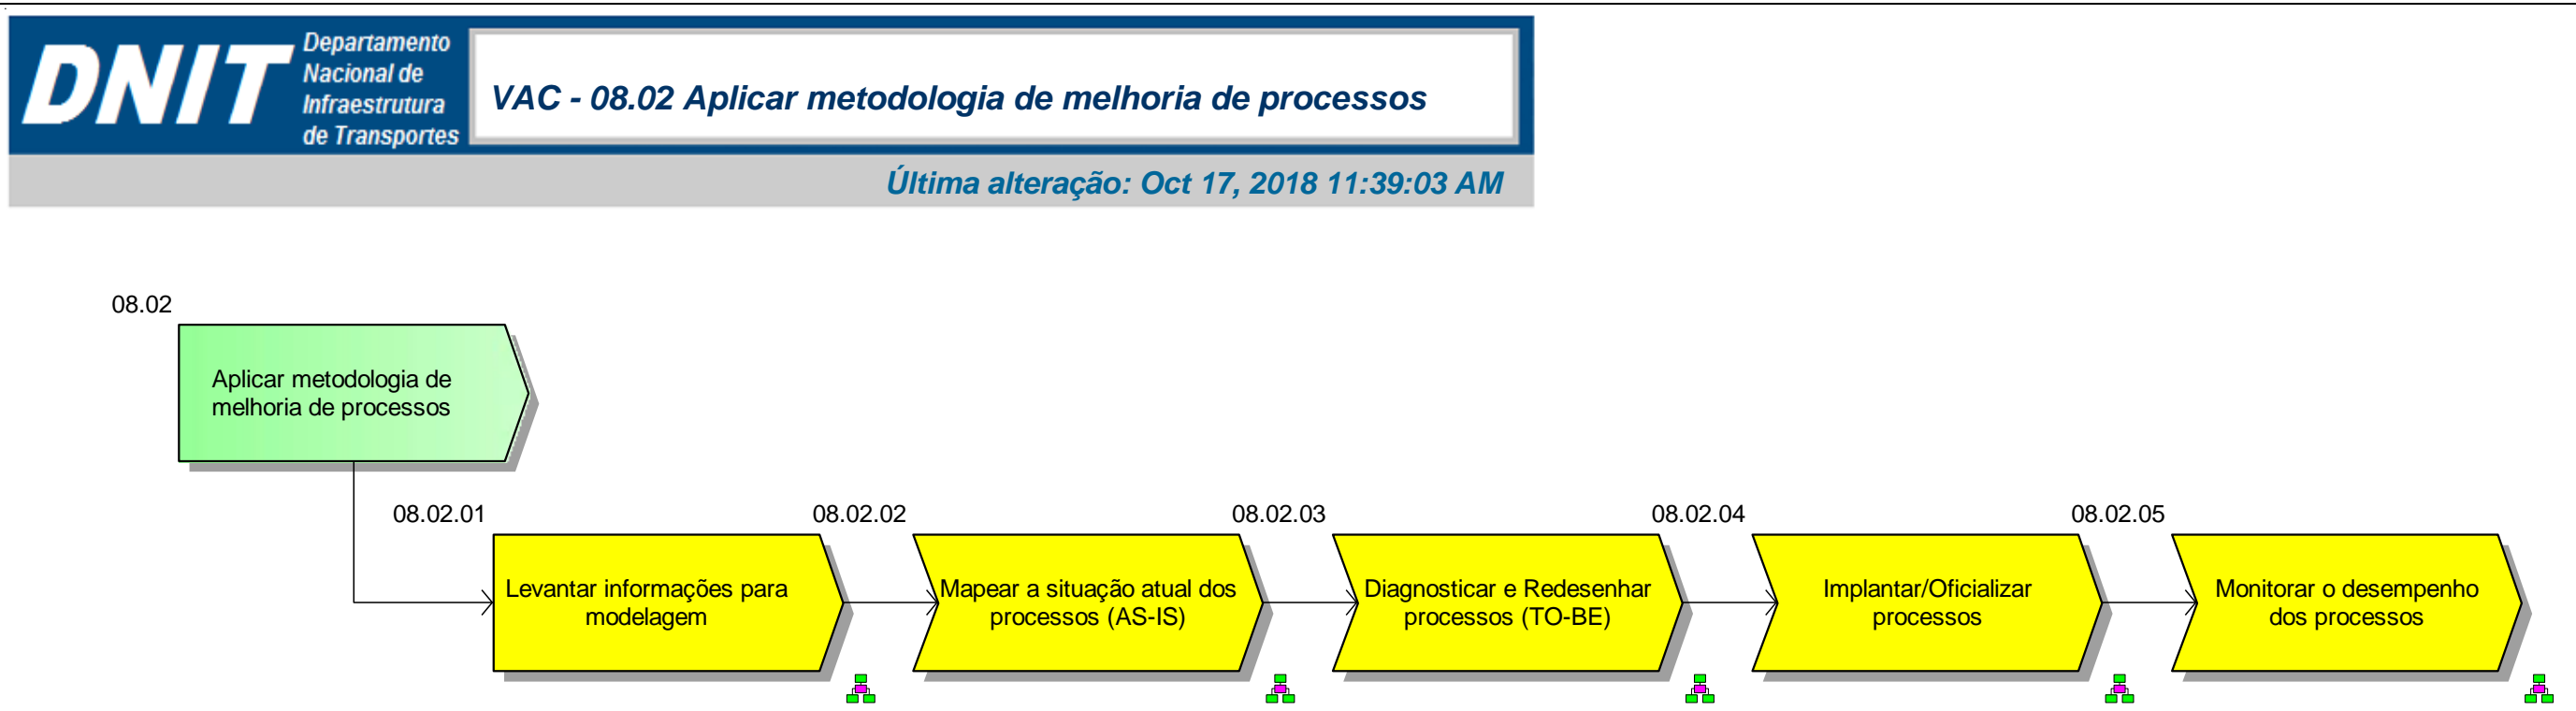 DNIT
Departamento
Nacional de
Infraestrutura
de Transportes
VAC - 08.02 Aplicar metodologia de melhoria de processos
Última alteração: Oct 17, 2018 11:39:03 AM
08.02
Aplicar metodologia de
melhoria de processos
08.02.01
Levantar informações para
modelagem
08.02.02
Mapear a situação atual dos
processos (AS-IS)
08.02.03
Diagnosticar e Redesenhar
processos (TO-BE)
08.02.04
Implantar/Oficializar
processos
08.02.05
Monitorar o desempenho
dos processos